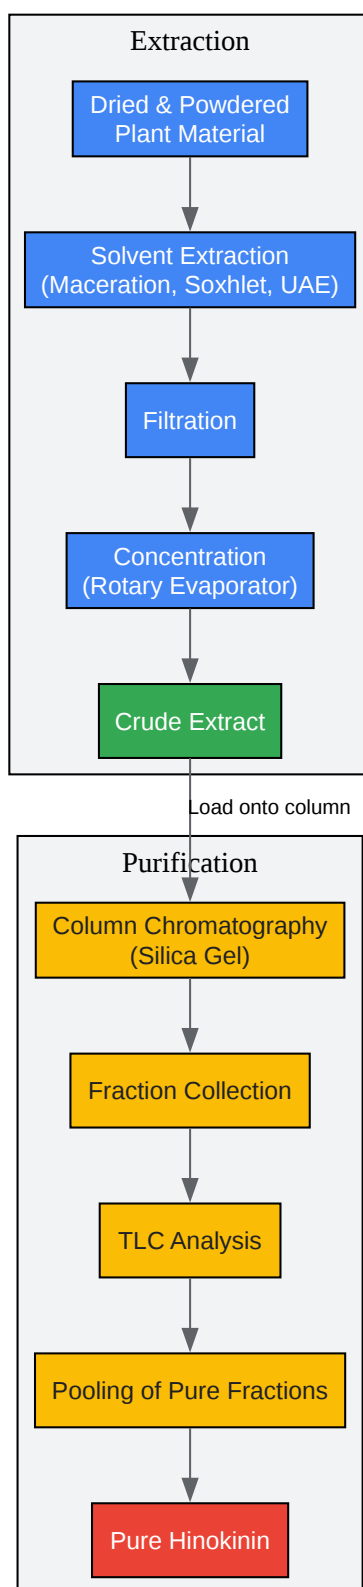 Extraction
Dried & Powdered
Plant Material
Solvent Extraction
(Maceration, Soxhlet, UAE)
Filtration
Concentration
(Rotary Evaporator)
Crude Extract
Load onto column
Purification
Column Chromatography
(Silica Gel)
Fraction Collection
TLC Analysis
Pooling of Pure Fractions
Pure Hinokinin